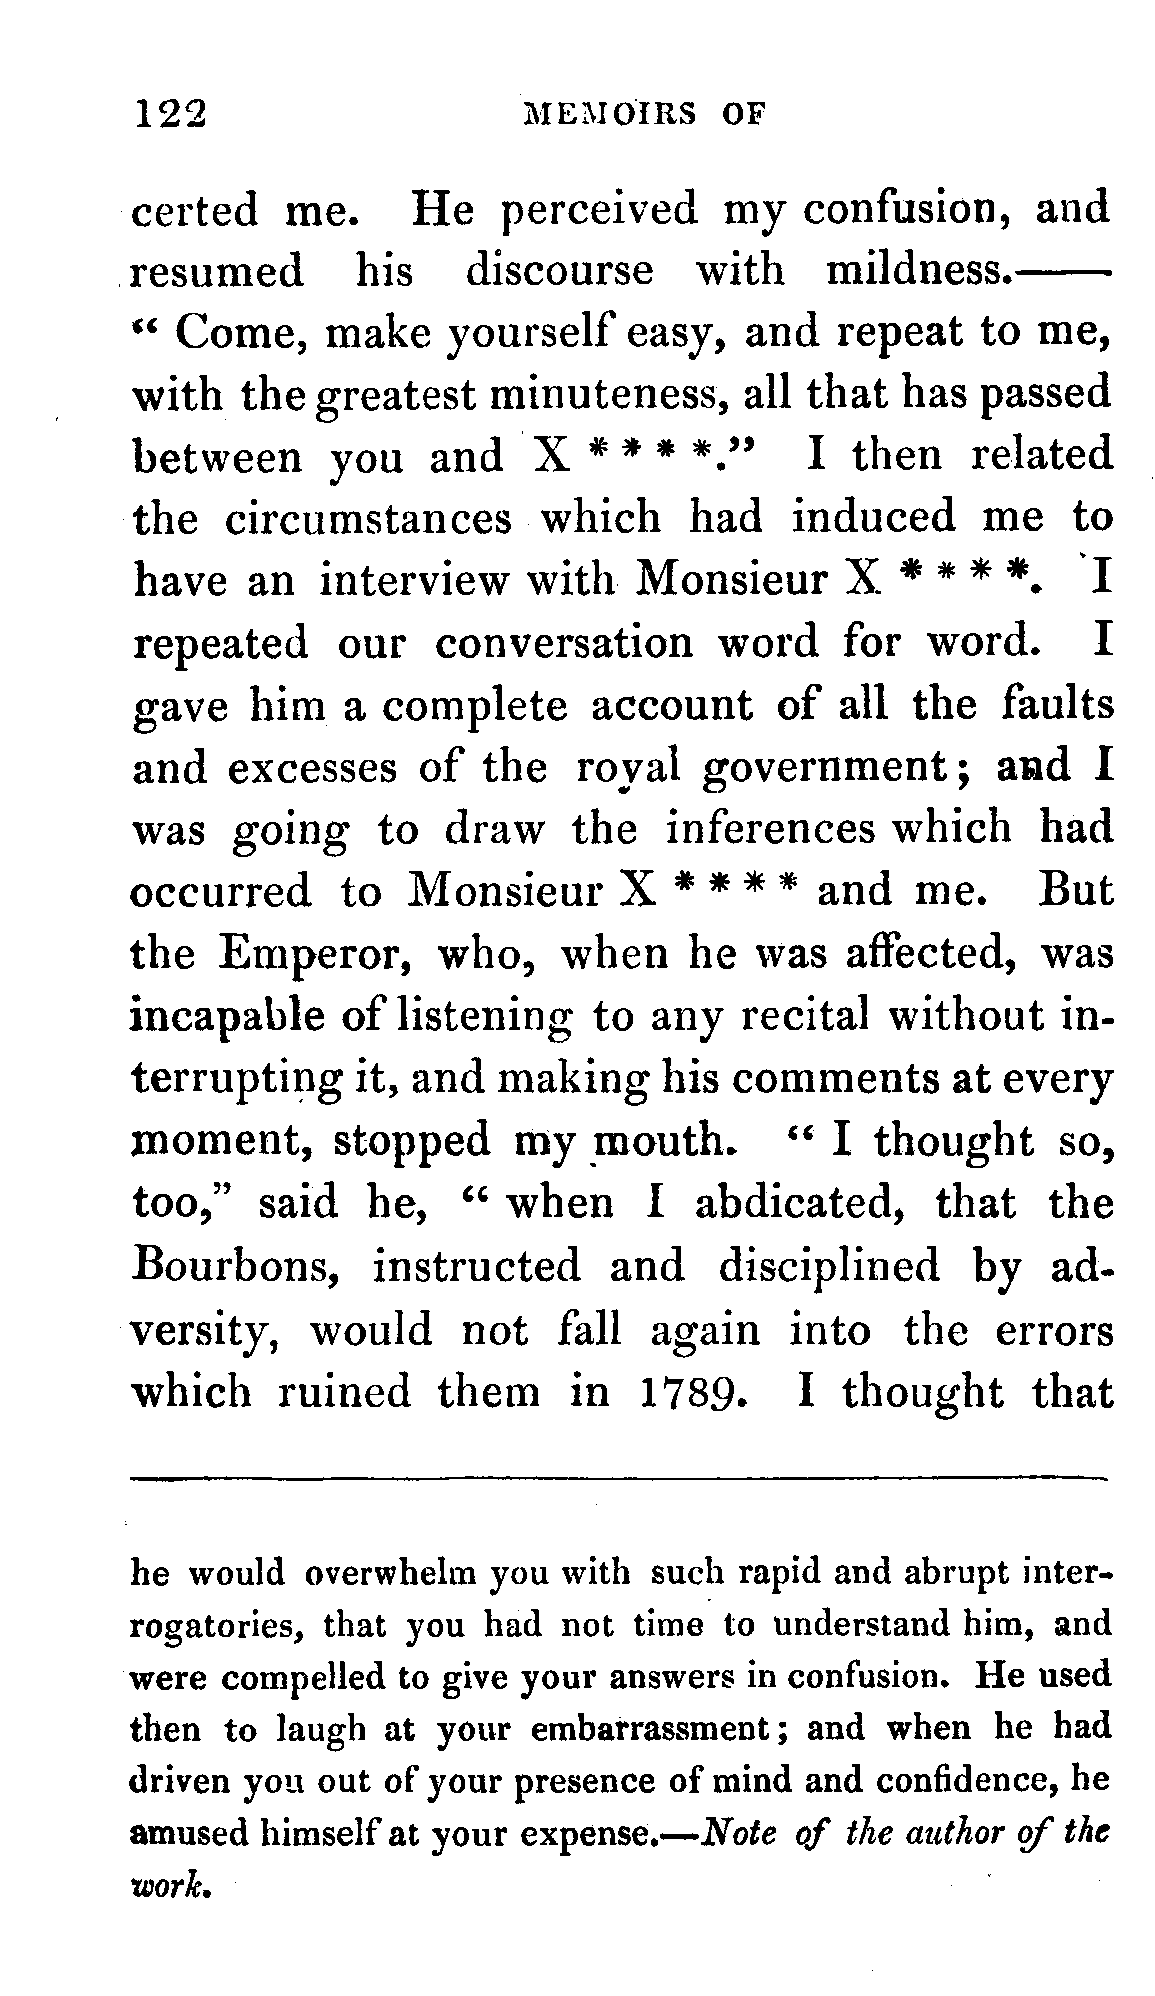 122 MEMOIRS OF
certed me. He perceived my confusion, and
resumed his discourse with mildness.——
“ Come, make yourself easy, and repeat to me,
with the greatest minuteness, all that has passed
between you and X * * * *.” I then related
the circumstances which had induced me to
have an interview with Monsieur X * * * *. I
repeated our conversation word for word. I
gave him a complete account of all the faults
and excesses of the royal government; and I
was going to draw the inferences which had
occurred to Monsieur X * * * * and me. But
the Emperor, who, when he was affected, was
incapable of listening to any recital without in-
terrupting it, and making his comments at every
moment, stopped my mouth. “ I thought so,
too,” said he, “ when I abdicated, that the
Bourbons, instructed and disciplined by ad-
versity, would not fall again into the errors
which ruined them in 1789. I thought that
he would overwhelm you with such rapid and abrupt inter-
rogatories, that you had not time to understand him, and
were compelled to give your answers in confusion. He used
then to laugh at your embarrassment; and when he had
driven you out of your presence of mind and confidence, he
amused himself at your expense.—Note of the author of the
work.